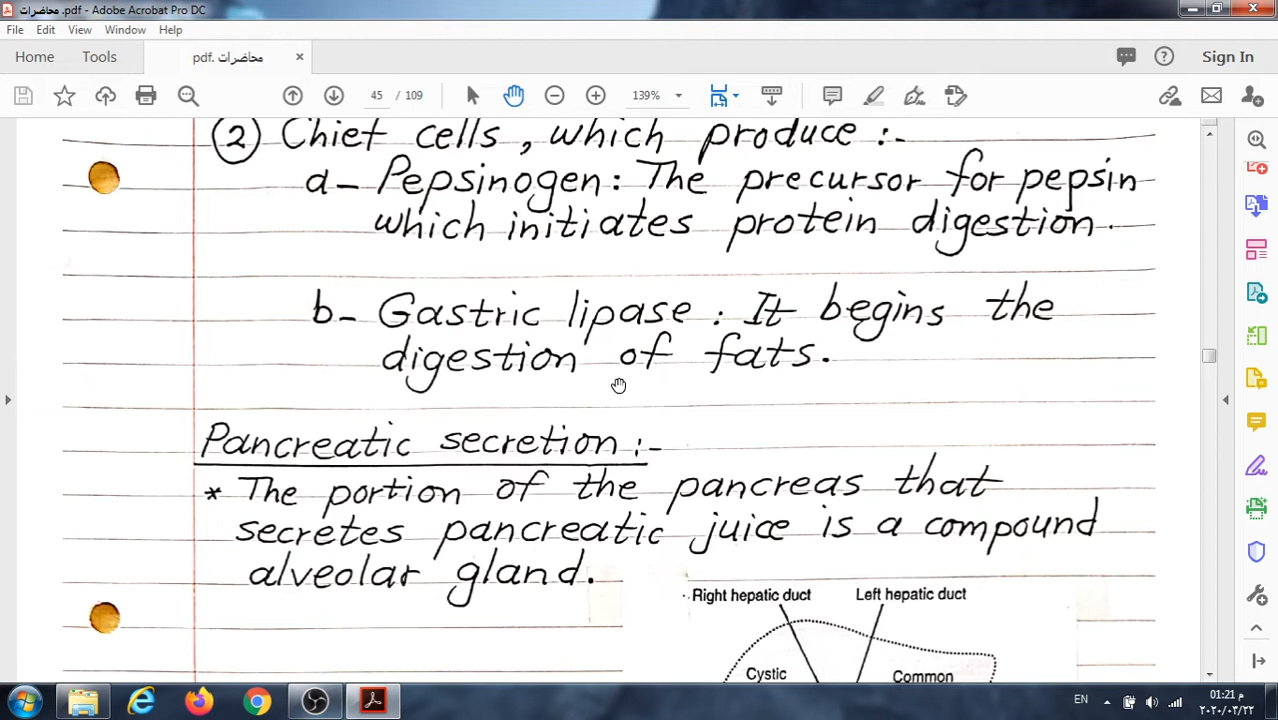 محاضرات.pdf - Adobe Acrobat Pro DC
File Edit View Window Help
Home Tools محاضرات.pdf × Sign In
45 / 109 139%
② Chief cells, which produce :-
a- Pepsinogen: The precursor for pepsin
which initiates protein digestion.
b- Gastric lipase : It begins the
digestion of fats.
Pancreatic secretion :-
* The portion of the pancreas that
secretes pancreatic juice is a compound
alveolar gland.
Right hepatic duct Left hepatic duct
Cystic Common
EN 01:21 م
٢٠٢٠/٠٣/٢٢